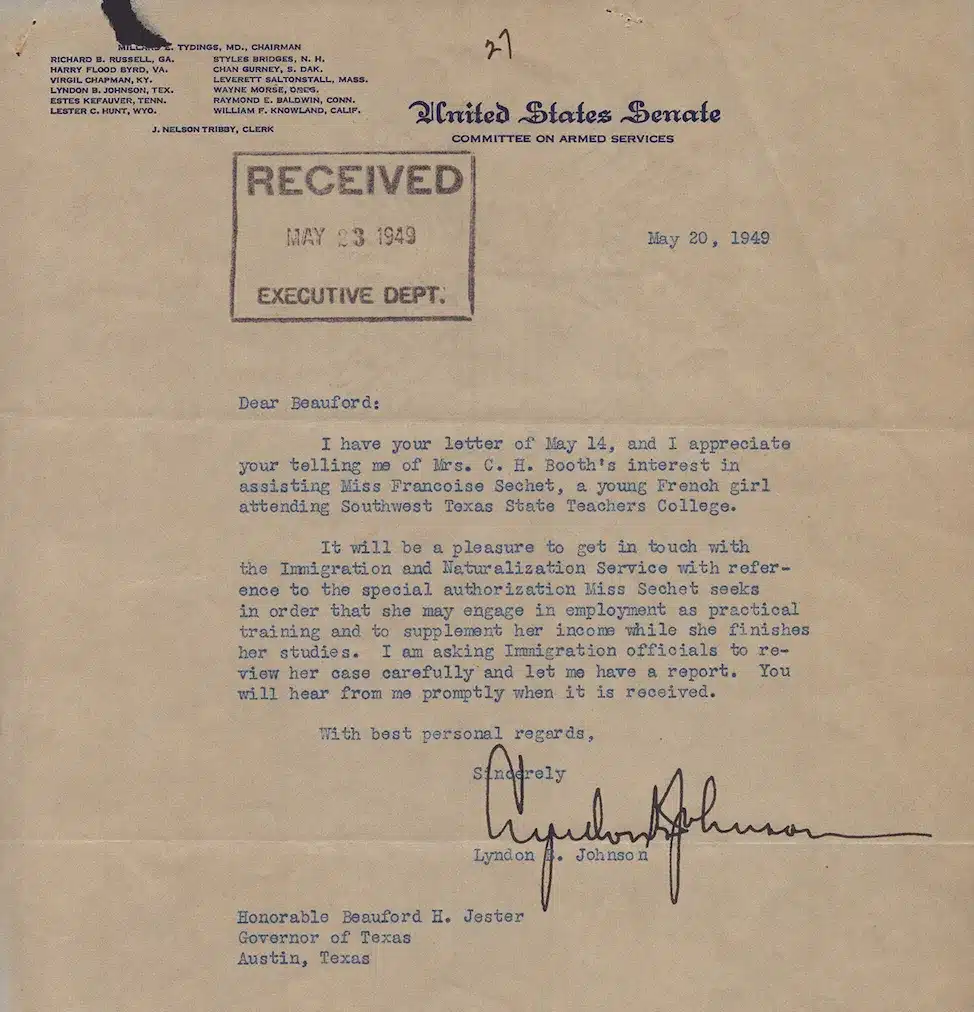 27
MILLARD E. TYDINGS, MD., CHAIRMAN
RICHARD B. RUSSELL, GA.
HARRY FLOOD BYRD, VA.
VIRGIL CHAPMAN, KY.
LYNDON B. JOHNSON, TEX.
ESTES KEFAUVER, TENN.
LESTER C. HUNT, WYO.
STYLES BRIDGES, N. H.
CHAN GURNEY, S. DAK.
LEVERETT SALTONSTALL, MASS.
WAYNE MORSE, OREG.
RAYMOND E. BALDWIN, CONN.
WILLIAM F. KNOWLAND, CALIF.
J. NELSON TRIBBY, CLERK
United States Senate
COMMITTEE ON ARMED SERVICES
RECEIVED
MAY 23 1949
EXECUTIVE DEPT.
May 20, 1949
Dear Beauford:
I have your letter of May 14, and I appreciate
your telling me of Mrs. C. H. Booth's interest in
assisting Miss Francoise Sechet, a young French girl
attending Southwest Texas State Teachers College.
It will be a pleasure to get in touch with
the Immigration and Naturalization Service with refer-
ence to the special authorization Miss Sechet seeks
in order that she may engage in employment as practical
training and to supplement her income while she finishes
her studies. I am asking Immigration officials to re-
view her case carefully and let me have a report. You
will hear from me promptly when it is received.
With best personal regards,
Sincerely
Lyndon B Johnson
Lyndon B. Johnson
Honorable Beauford H. Jester
Governor of Texas
Austin, Texas